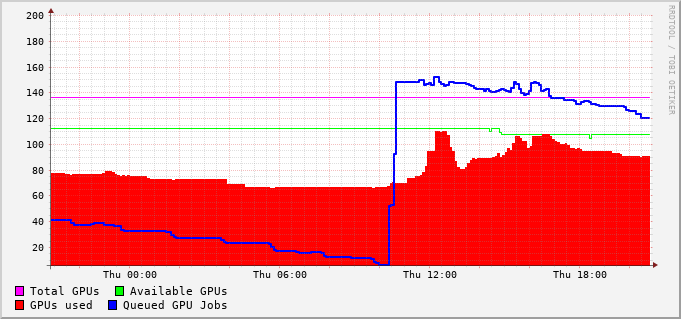 200
180
160
140
120
100
80
60
40
20
Thu 00:00 Thu 06:00 Thu 12:00 Thu 18:00
Total GPUs Available GPUs
GPUs used Queued GPU Jobs
RRDTOOL / TOBI OETIKER